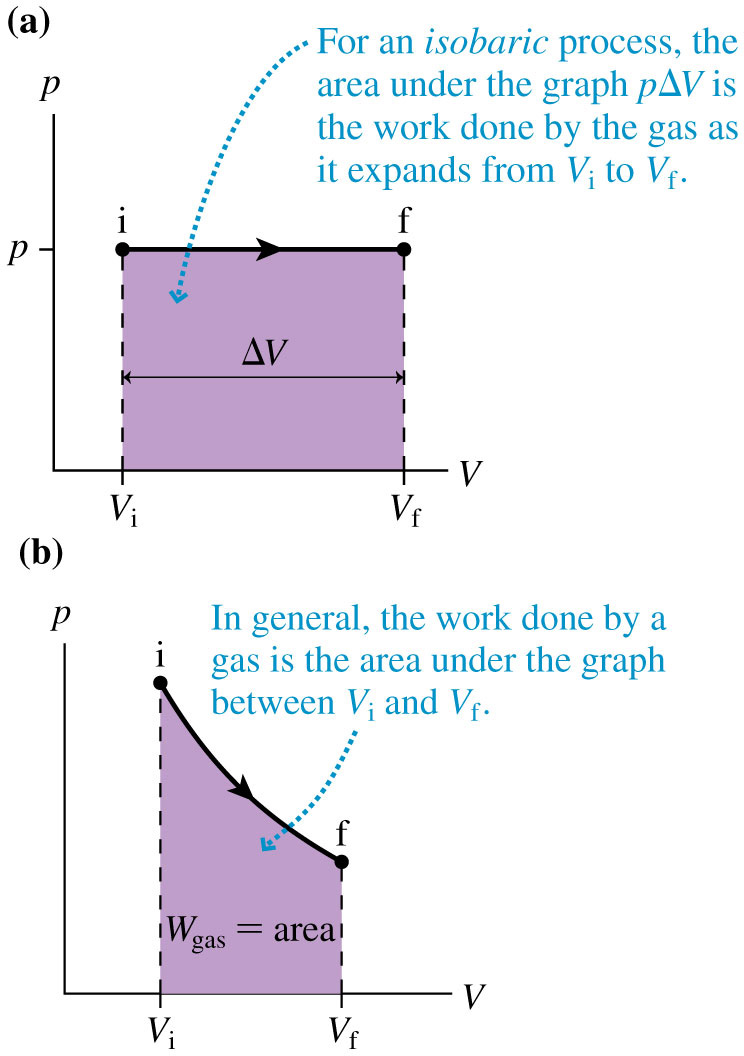 (a)
For an isobaric process, the
area under the graph pΔV is
the work done by the gas as
it expands from Vi to Vf.
p
i
f
p
ΔV
V
Vi
Vf
(b)
In general, the work done by a
gas is the area under the graph
between Vi and Vf.
p
i
f
Wgas = area
V
Vi
Vf